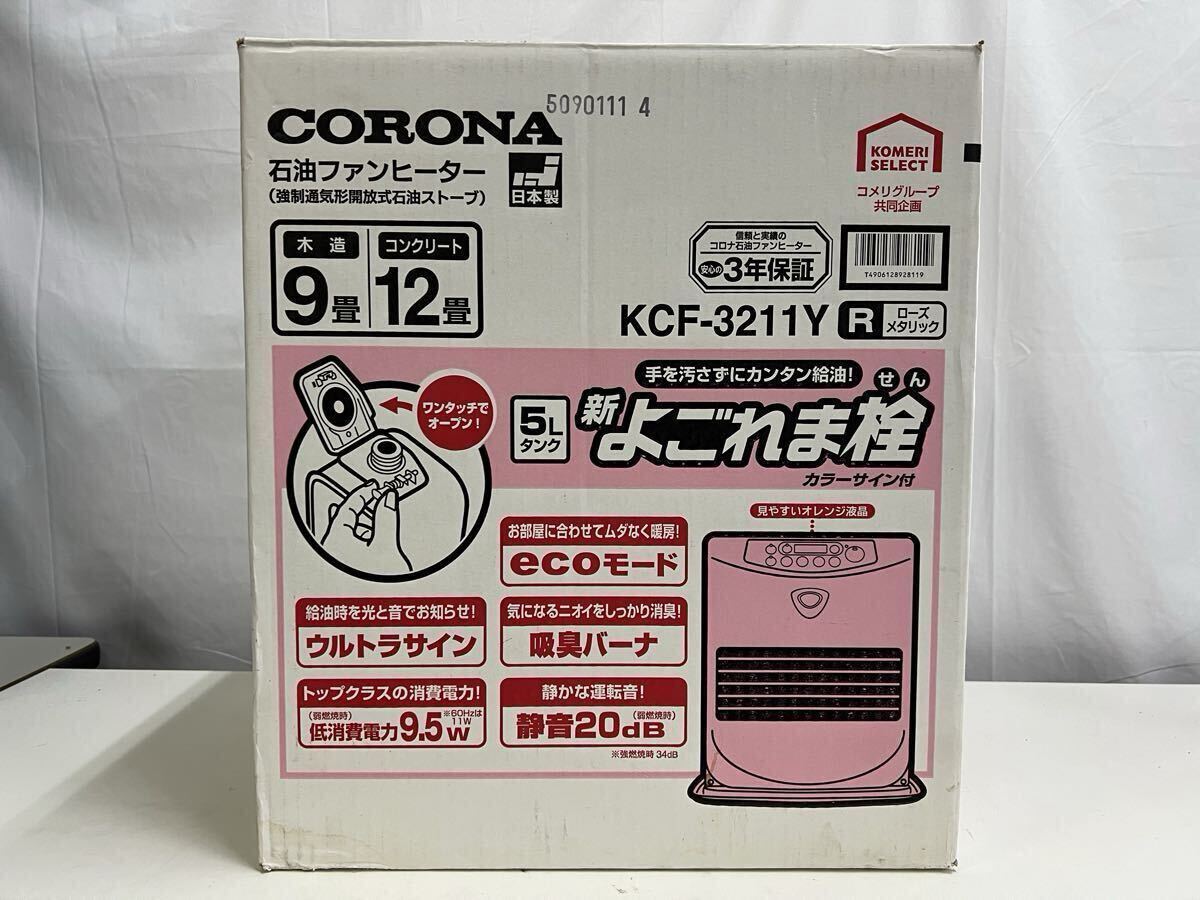 5090111 4
CORONA
石油ファンヒーター
(強制通気形開放式石油ストーブ)
日本製
KOMERI
SELECT
コメリグループ
共同企画
木造
9畳
コンクリート
12畳
信頼と実績の
コロナ石油ファンヒーター
安心の3年保証
T4906128928119
KCF-3211Y R ローズ
メタリック
手を汚さずにカンタン給油!
ワンタッチで
オープン!
5L
タンク
新よごれま栓
せん
カラーサイン付
見やすいオレンジ液晶
お部屋に合わせてムダなく暖房!
ecoモード
給油時を光と音でお知らせ!
ウルトラサイン
気になるニオイをしっかり消臭!
吸臭バーナ
トップクラスの消費電力!
(弱燃焼時)
低消費電力9.5W
※60Hzは
11W
静かな運転音!
静音20dB
(弱燃焼時)
※強燃焼時 34dB